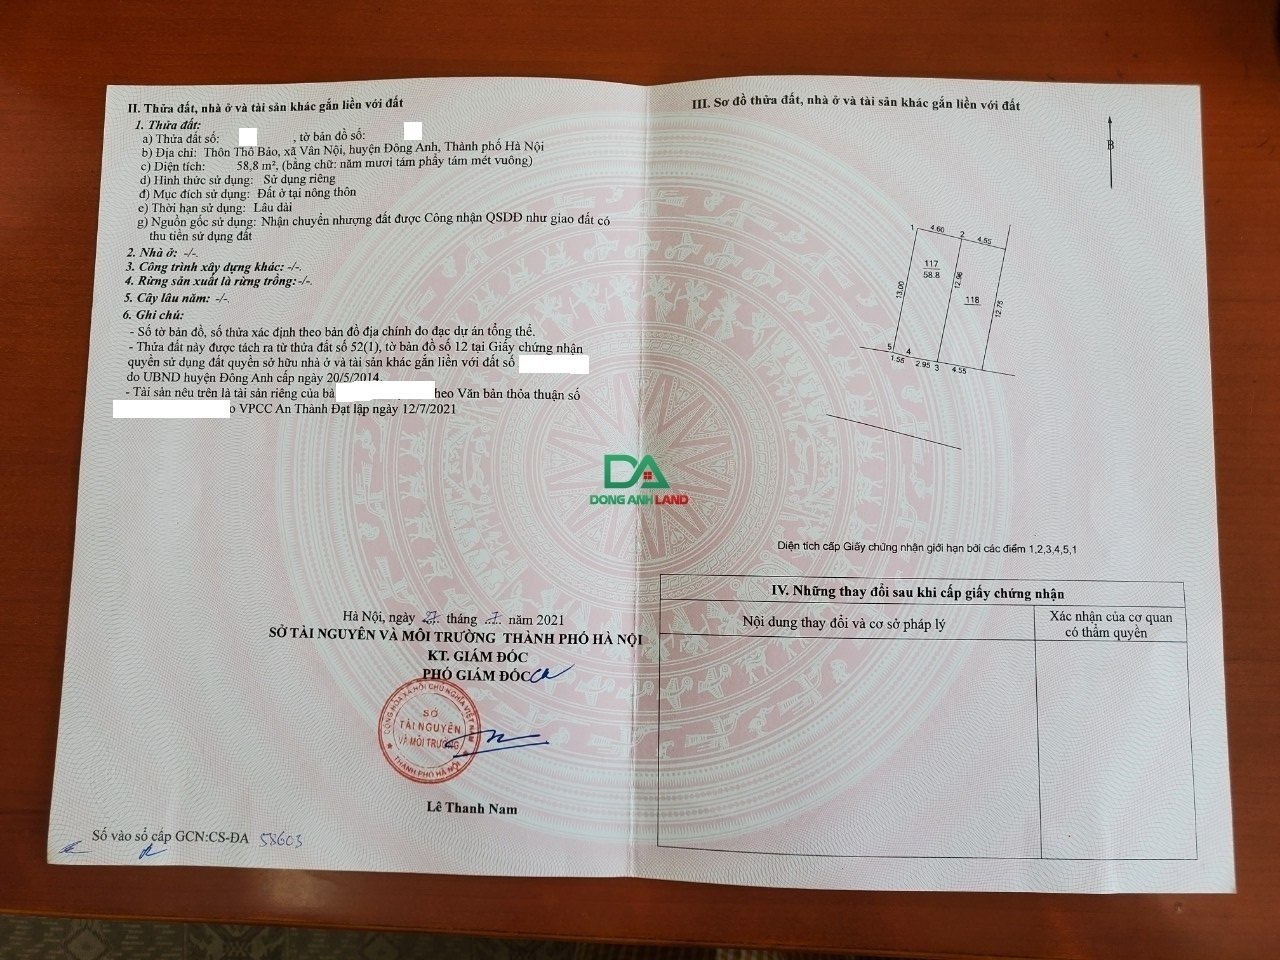 II. Thửa đất, nhà ở và tài sản khác gắn liền với đất
1. Thửa đất:
a) Thửa đất số: , tờ bản đồ số:
b) Địa chỉ: Thôn Thố Bảo, xã Vân Nội, huyện Đông Anh, Thành phố Hà Nội
c) Diện tích: 58,8 m², (bằng chữ: năm mươi tám phẩy tám mét vuông)
d) Hình thức sử dụng: Sử dụng riêng
đ) Mục đích sử dụng: Đất ở tại nông thôn
e) Thời hạn sử dụng: Lâu dài
g) Nguồn gốc sử dụng: Nhận chuyển nhượng đất được Công nhận QSDĐ như giao đất có
thu tiền sử dụng đất
2. Nhà ở: -/-.
3. Công trình xây dựng khác: -/-.
4. Rừng sản xuất là rừng trồng:-/-.
5. Cây lâu năm: -/-.
6. Ghi chú:
- Số tờ bản đồ, số thửa xác định theo bản đồ địa chính do đạc dự án tổng thể.
- Thửa đất này được tách ra từ thửa đất số 52(1), tờ bản đồ số 12 tại Giấy chứng nhận
quyền sử dụng đất quyền sở hữu nhà ở và tài sản khác gắn liền với đất số
do UBND huyện Đông Anh cấp ngày 20/5/2014.
- Tài sản nêu trên là tài sản riêng của bà heo Văn bản thỏa thuận số
o VPCC An Thành Đạt lập ngày 12/7/2021
Hà Nội, ngày 27 tháng 7 năm 2021
SỞ TÀI NGUYÊN VÀ MÔI TRƯỜNG THÀNH PHỐ HÀ NỘI
KT. GIÁM ĐỐC
PHÓ GIÁM ĐỐC
CỘNG HÒA XÃ HỘI CHỦ NGHĨA VIỆT NAM
SỞ
TÀI NGUYÊN
VÀ MÔI TRƯỜNG
THÀNH PHỐ HÀ NỘI
Lê Thanh Nam
Số vào sổ cấp GCN:CS-ĐA 58603
DA
DONG ANH LAND
III. Sơ đồ thửa đất, nhà ở và tài sản khác gắn liền với đất
B
1 4.60 2 4.55
117
58.8
13.00
12.96
118
12.75
5
1.55 4 2.95 3 4.55
Diện tích cấp Giấy chứng nhận giới hạn bởi các điểm 1,2,3,4,5,1
IV. Những thay đổi sau khi cấp giấy chứng nhận
Nội dung thay đổi và cơ sở pháp lý
Xác nhận của cơ quan
có thẩm quyền